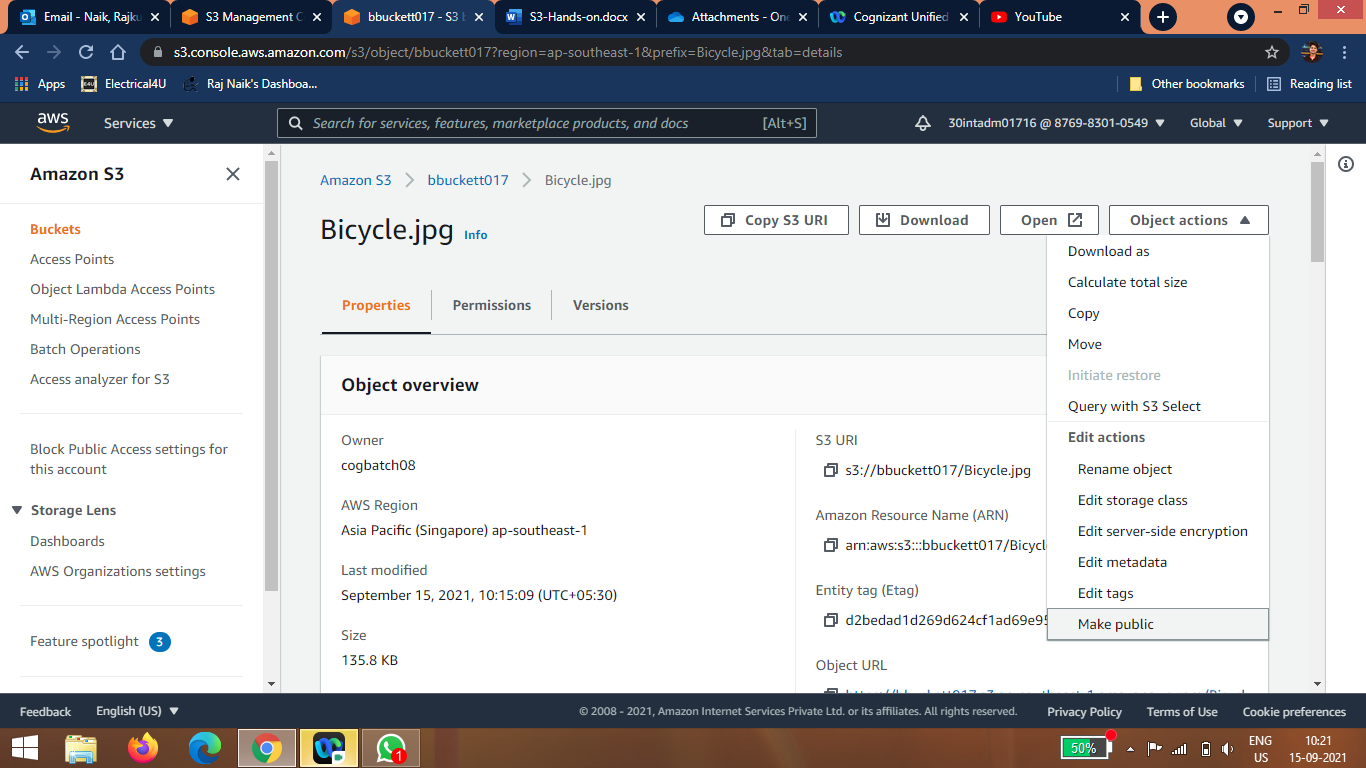 Email - Naik, Rajku
S3 Management C
bbuckett017 - S3 b
S3-Hands-on.docx
Attachments - One
Cognizant Unified
YouTube
s3.console.aws.amazon.com/s3/object/bbuckett017?region=ap-southeast-1&prefix=Bicycle.jpg&tab=details
Apps
Electrical4U
Raj Naik's Dashboa...
Other bookmarks
Reading list
aws
Services
Search for services, features, marketplace products, and docs
[Alt+S]
30intadm01716 @ 8769-8301-0549
Global
Support
Amazon S3
Buckets
Access Points
Object Lambda Access Points
Multi-Region Access Points
Batch Operations
Access analyzer for S3
Block Public Access settings for
this account
Storage Lens
Dashboards
AWS Organizations settings
Feature spotlight 3
Amazon S3 > bbuckett017 > Bicycle.jpg
Bicycle.jpg Info
Copy S3 URI
Download
Open
Object actions
Download as
Calculate total size
Copy
Move
Initiate restore
Query with S3 Select
Edit actions
Rename object
Edit storage class
Edit server-side encryption
Edit metadata
Edit tags
Make public
Properties
Permissions
Versions
Object overview
Owner
cogbatch08
AWS Region
Asia Pacific (Singapore) ap-southeast-1
Last modified
September 15, 2021, 10:15:09 (UTC+05:30)
Size
135.8 KB
S3 URI
s3://bbuckett017/Bicycle.jpg
Amazon Resource Name (ARN)
arn:aws:s3:::bbuckett017/Bicycl
Entity tag (Etag)
d2bedad1d269d624cf1ad69e95
Object URL
Feedback
English (US)
© 2008 - 2021, Amazon Internet Services Private Ltd. or its affiliates. All rights reserved.
Privacy Policy
Terms of Use
Cookie preferences
1
50%
ENG
US
10:21
15-09-2021